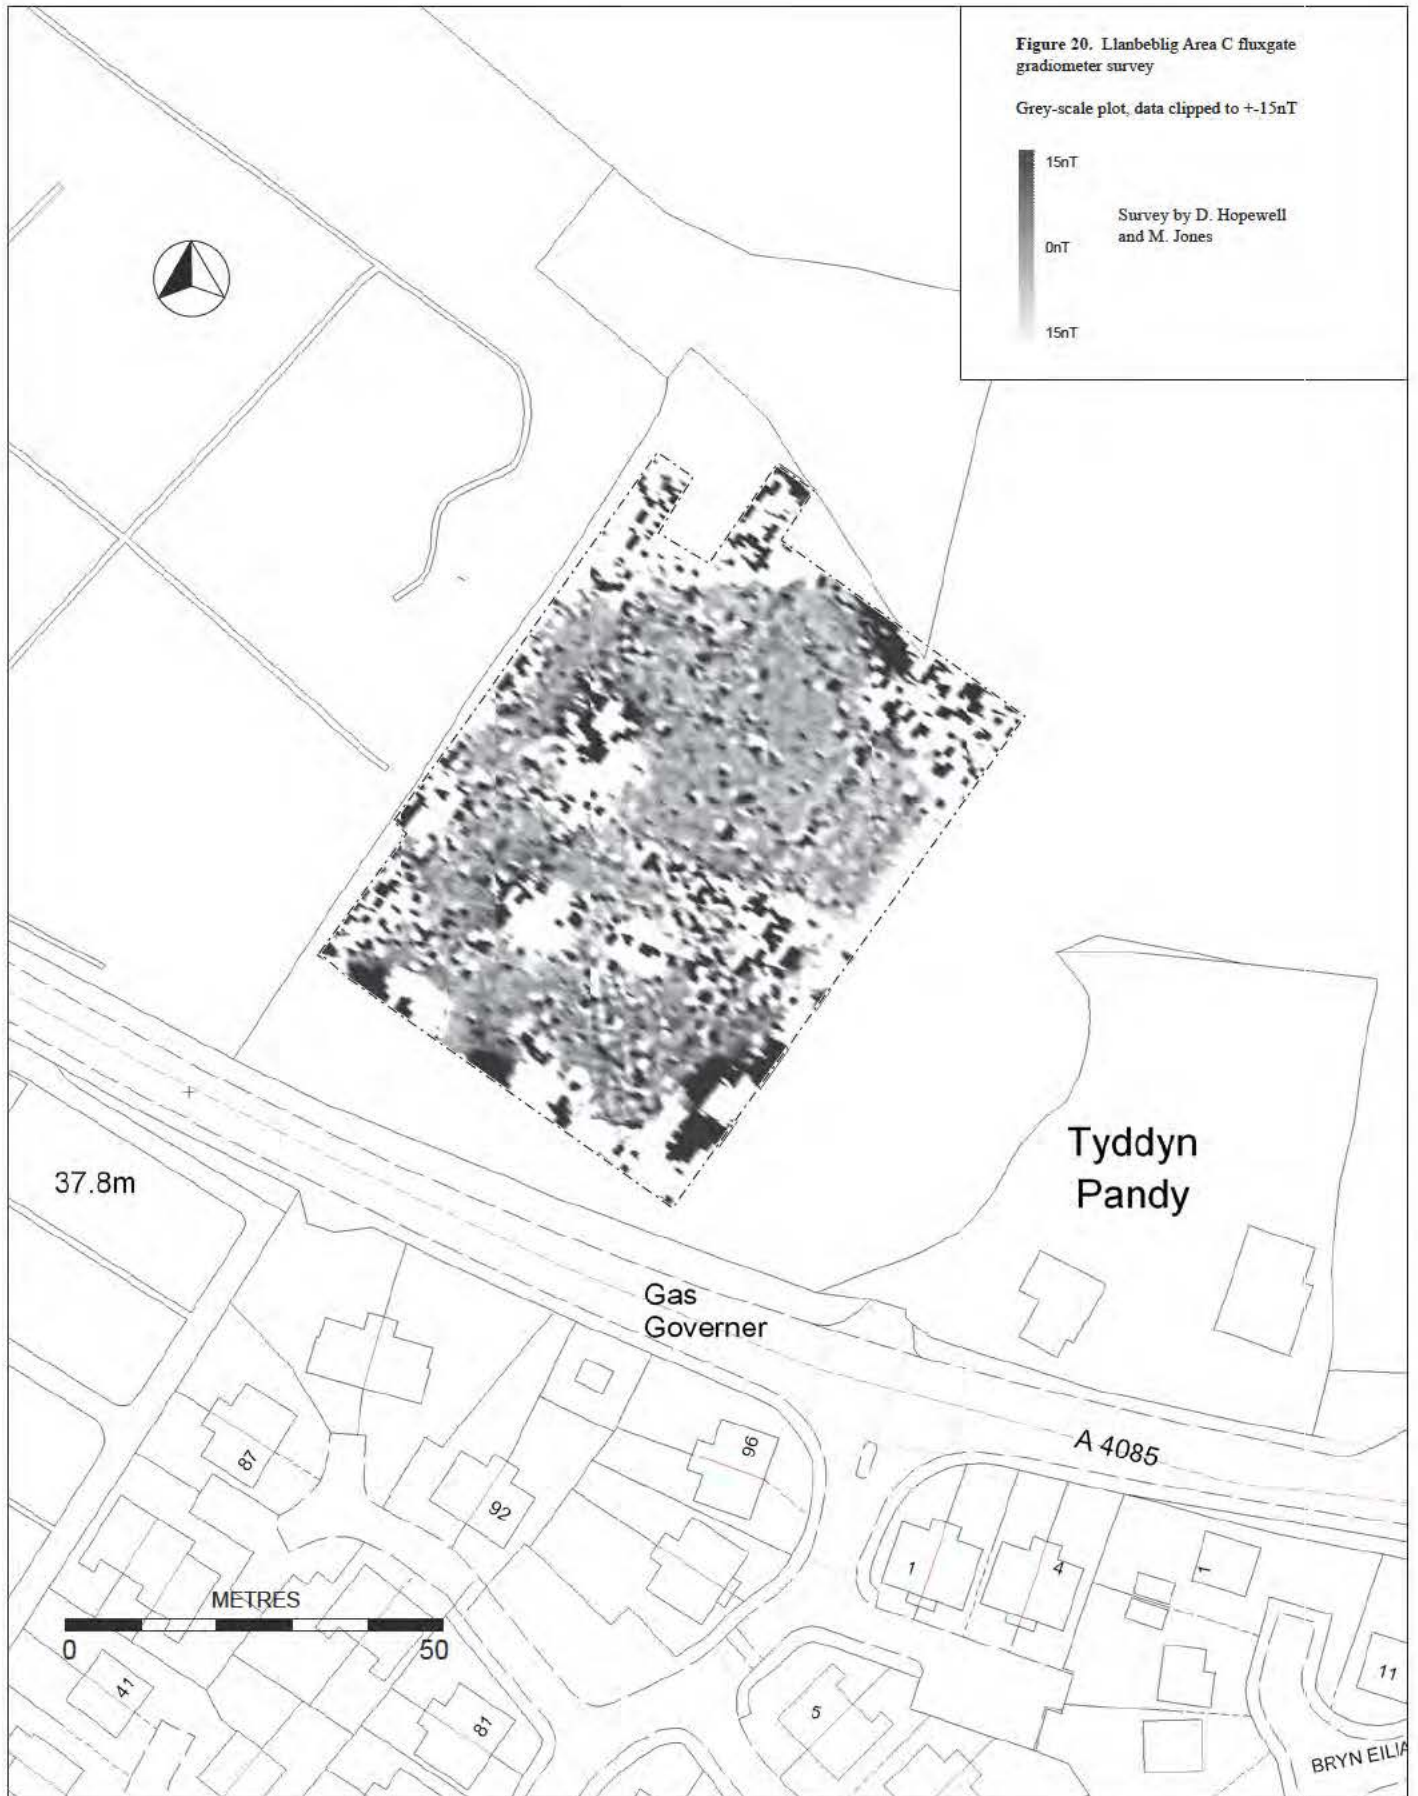 Figure 20. Llanbeblig Area C fluxgate
gradiometer survey
Grey-scale plot, data clipped to +-15nT
15nT
0nT
15nT
Survey by D. Hopewell
and M. Jones
Tyddyn
Pandy
37.8m
Gas
Governer
A 4085
87
92
96
1
4
1
METRES
0
50
41
81
5
11
BRYN EILIA